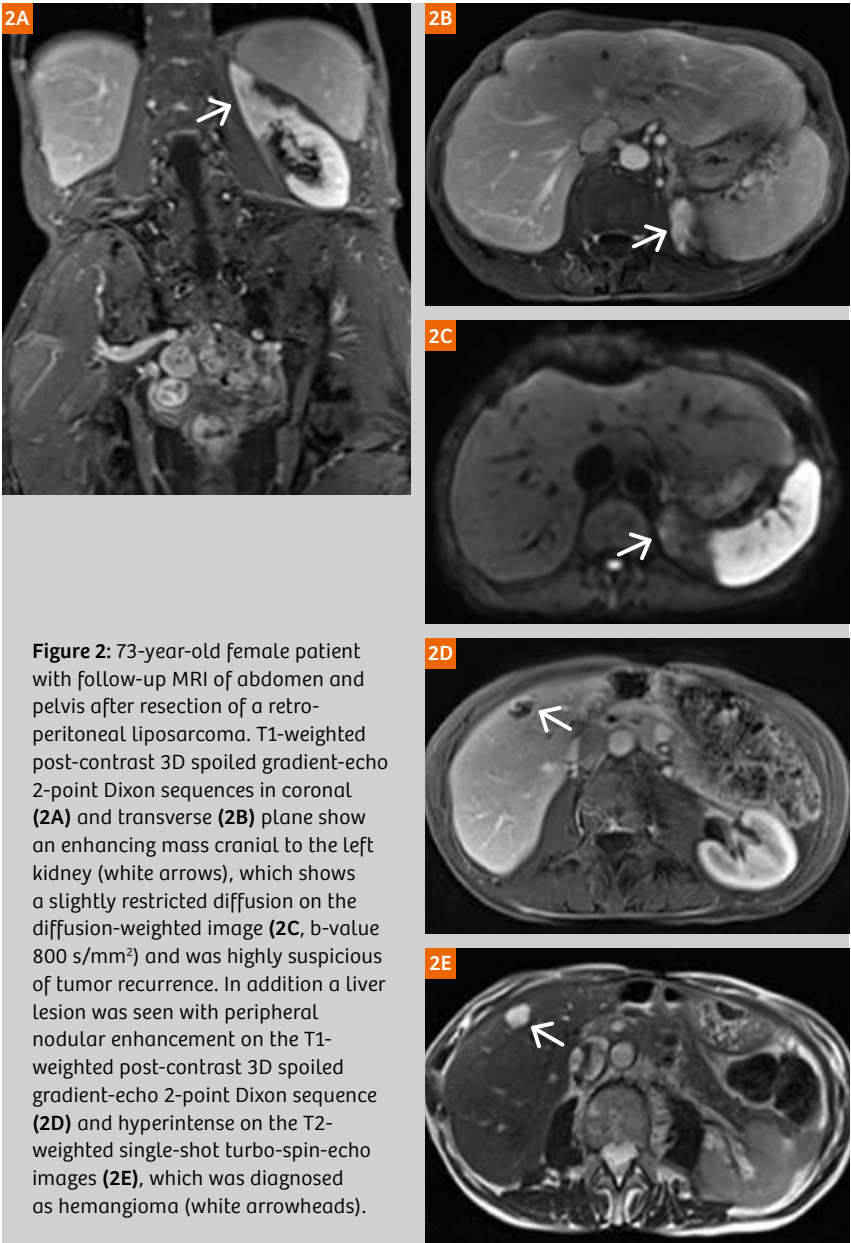 2A
2B
2C
Figure 2: 73-year-old female patient
with follow-up MRI of abdomen and
pelvis after resection of a retro-
peritoneal liposarcoma. T1-weighted
post-contrast 3D spoiled gradient-echo
2-point Dixon sequences in coronal
(2A) and transverse (2B) plane show
an enhancing mass cranial to the left
kidney (white arrows), which shows
a slightly restricted diffusion on the
diffusion-weighted image (2C, b-value
800 s/mm²) and was highly suspicious
of tumor recurrence. In addition a liver
lesion was seen with peripheral
nodular enhancement on the T1-
weighted post-contrast 3D spoiled
gradient-echo 2-point Dixon sequence
(2D) and hyperintense on the T2-
weighted single-shot turbo-spin-echo
images (2E), which was diagnosed
as hemangioma (white arrowheads).
2D
2E